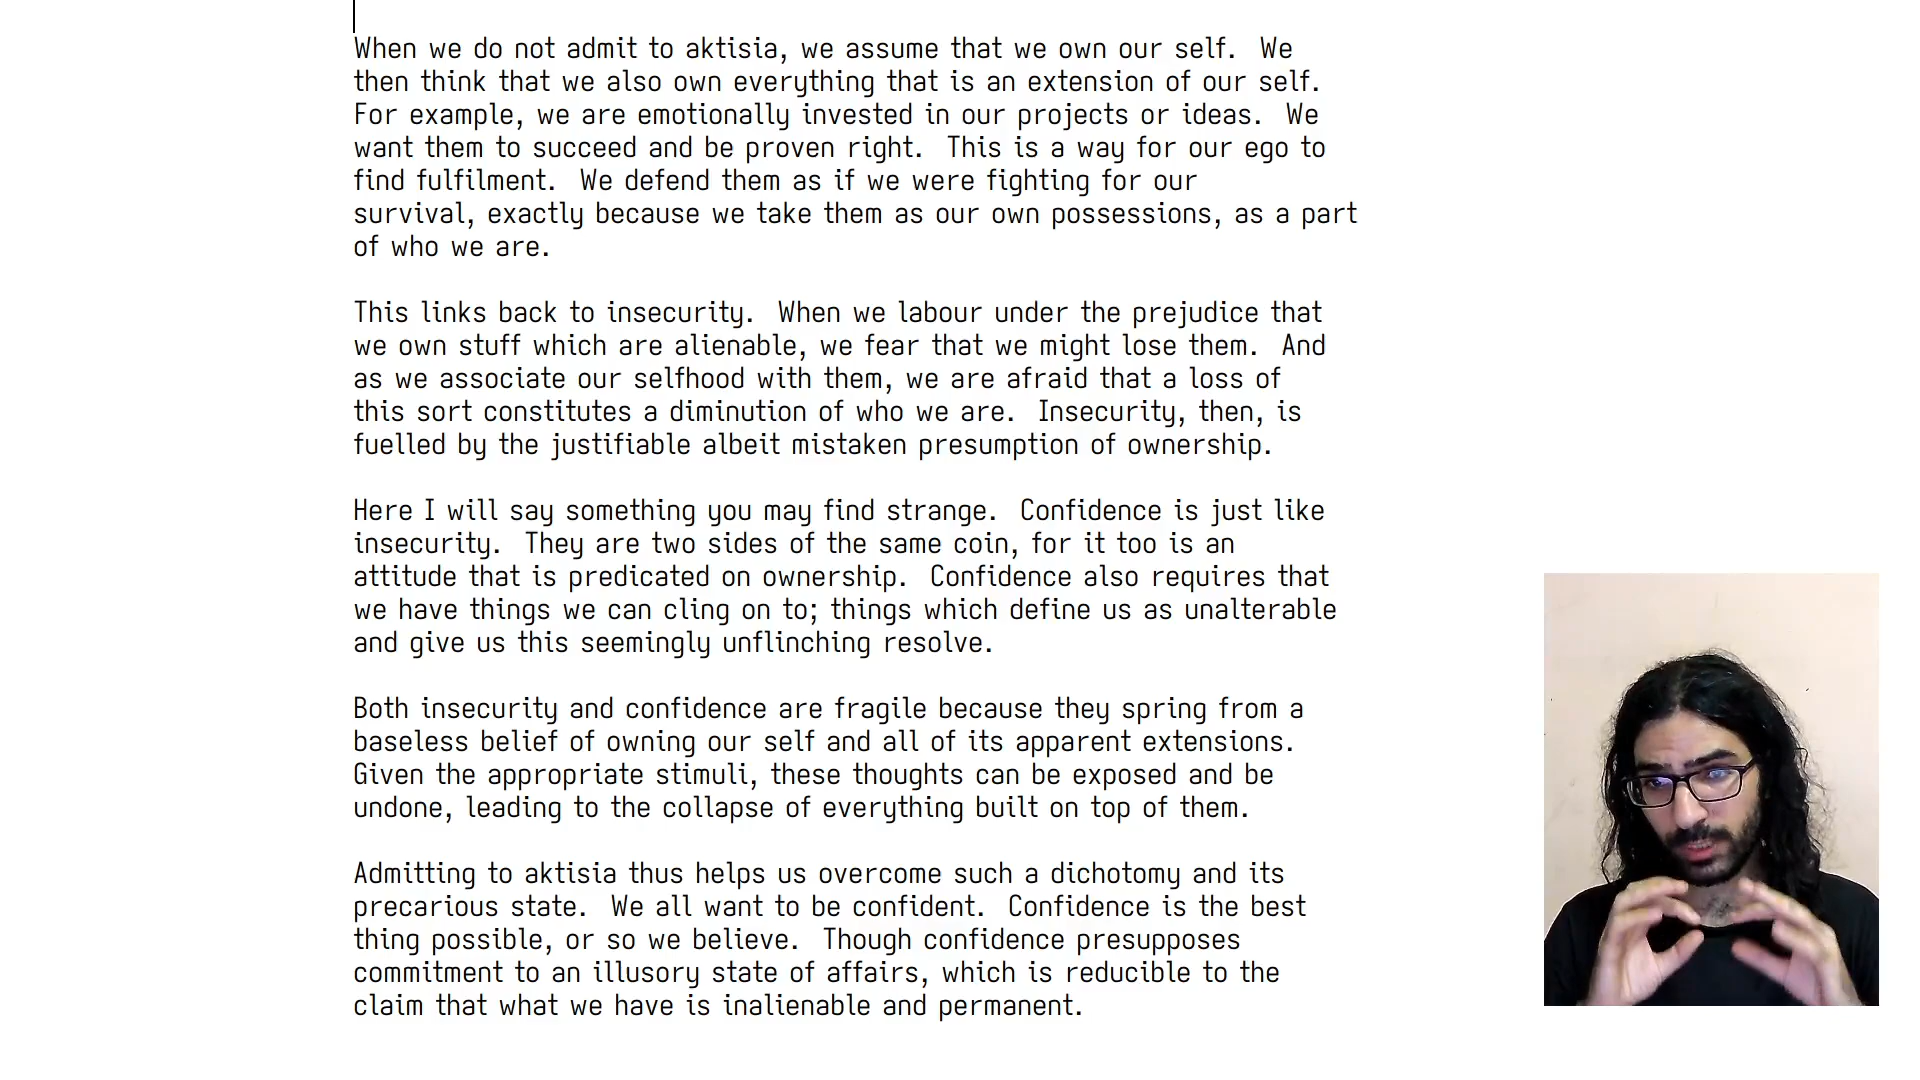 When we do not admit to aktisia, we assume that we own our self.  We
then think that we also own everything that is an extension of our self.
For example, we are emotionally invested in our projects or ideas.  We
want them to succeed and be proven right.  This is a way for our ego to
find fulfilment.  We defend them as if we were fighting for our
survival, exactly because we take them as our own possessions, as a part
of who we are.
This links back to insecurity.  When we labour under the prejudice that
we own stuff which are alienable, we fear that we might lose them.  And
as we associate our selfhood with them, we are afraid that a loss of
this sort constitutes a diminution of who we are.  Insecurity, then, is
fuelled by the justifiable albeit mistaken presumption of ownership.
Here I will say something you may find strange.  Confidence is just like
insecurity.  They are two sides of the same coin, for it too is an
attitude that is predicated on ownership.  Confidence also requires that
we have things we can cling on to; things which define us as unalterable
and give us this seemingly unflinching resolve.
Both insecurity and confidence are fragile because they spring from a
baseless belief of owning our self and all of its apparent extensions.
Given the appropriate stimuli, these thoughts can be exposed and be
undone, leading to the collapse of everything built on top of them.
Admitting to aktisia thus helps us overcome such a dichotomy and its
precarious state.  We all want to be confident.  Confidence is the best
thing possible, or so we believe.  Though confidence presupposes
commitment to an illusory state of affairs, which is reducible to the
claim that what we have is inalienable and permanent.